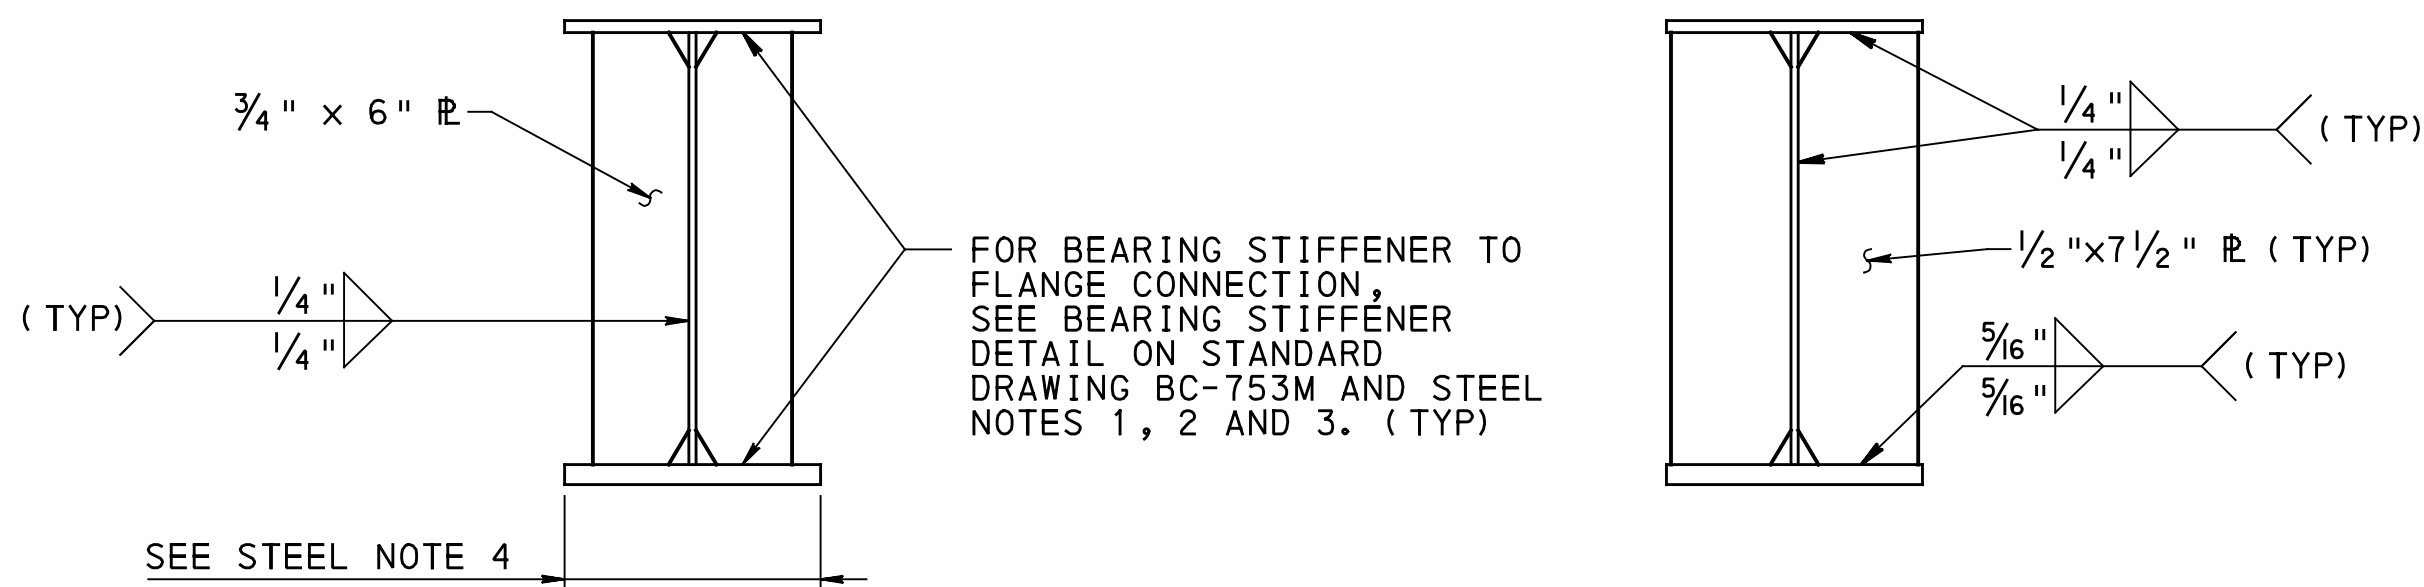 3/4" x 6" ℞
(TYP)
1/4"
1/4"
FOR BEARING STIFFENER TO
FLANGE CONNECTION,
SEE BEARING STIFFENER
DETAIL ON STANDARD
DRAWING BC-753M AND STEEL
NOTES 1, 2 AND 3. (TYP)
SEE STEEL NOTE 4
1/4"
1/4"
(TYP)
1/2"x7 1/2" ℞ (TYP)
5/16"
5/16"
(TYP)